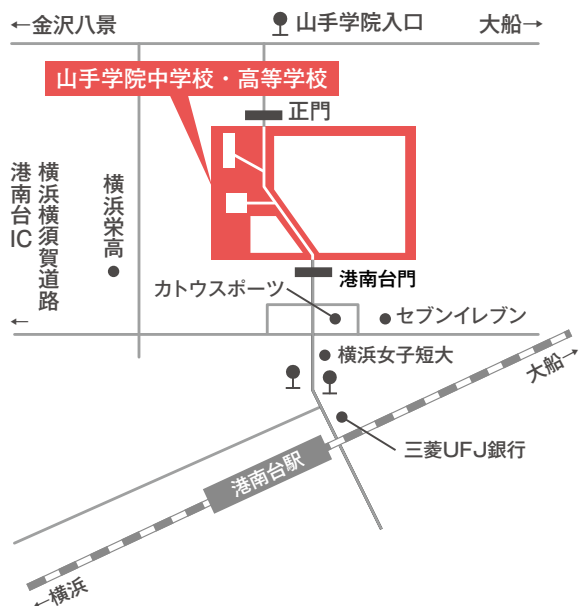 ←金沢八景
山手学院入口
大船→
山手学院中学校・高等学校
正門
横浜横須賀道路
港南台IC
←
横浜栄高
港南台門
カトウスポーツ
セブンイレブン
横浜女子短大
大船→
三菱UFJ銀行
港南台駅
←横浜